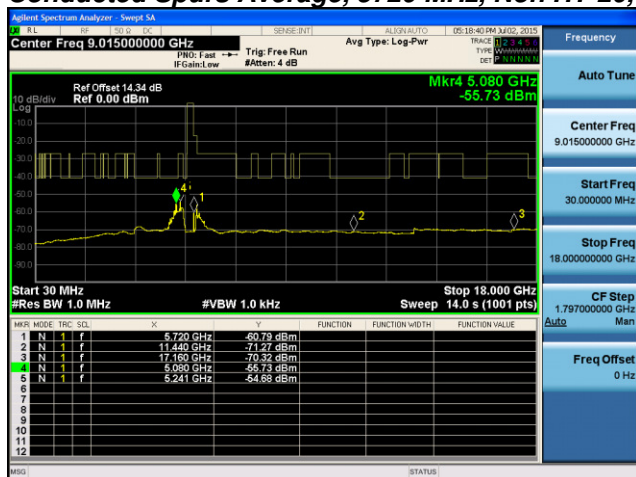 Agilent Spectrum Analyzer - Swept SA
RL RF 50 Ω DC SENSE:INT ALIGNAUTO 05:18:40 PM Jul 02, 2015
Center Freq 9.015000000 GHz
PNO: Fast
IFGain:Low
Trig: Free Run
#Atten: 4 dB
Avg Type: Log-Pwr
TRACE 1 2 3 4 5 6
TYPE
DET P N N N N N
Ref Offset 14.34 dB
10 dB/div Ref 0.00 dBm
Log
Mkr4 5.080 GHz
-55.73 dBm
-10.0
-20.0
-30.0
-40.0
-50.0
-60.0
-70.0
-80.0
-90.0
4
1
2
3
Start 30 MHz Stop 18.000 GHz
#Res BW 1.0 MHz #VBW 1.0 kHz Sweep 14.0 s (1001 pts)
MKR MODE TRC SCL X Y FUNCTION FUNCTION WIDTH FUNCTION VALUE
1 N 1 f 5.720 GHz -60.79 dBm
2 N 1 f 11.440 GHz -71.27 dBm
3 N 1 f 17.160 GHz -70.32 dBm
4 N 1 f 5.080 GHz -55.73 dBm
5 N 1 f 5.241 GHz -54.68 dBm
6
7
8
9
10
11
12
MSG STATUS
Frequency
Auto Tune
Center Freq
9.015000000 GHz
Start Freq
30.000000 MHz
Stop Freq
18.000000000 GHz
CF Step
1.797000000 GHz
Auto Man
Freq Offset
0 Hz